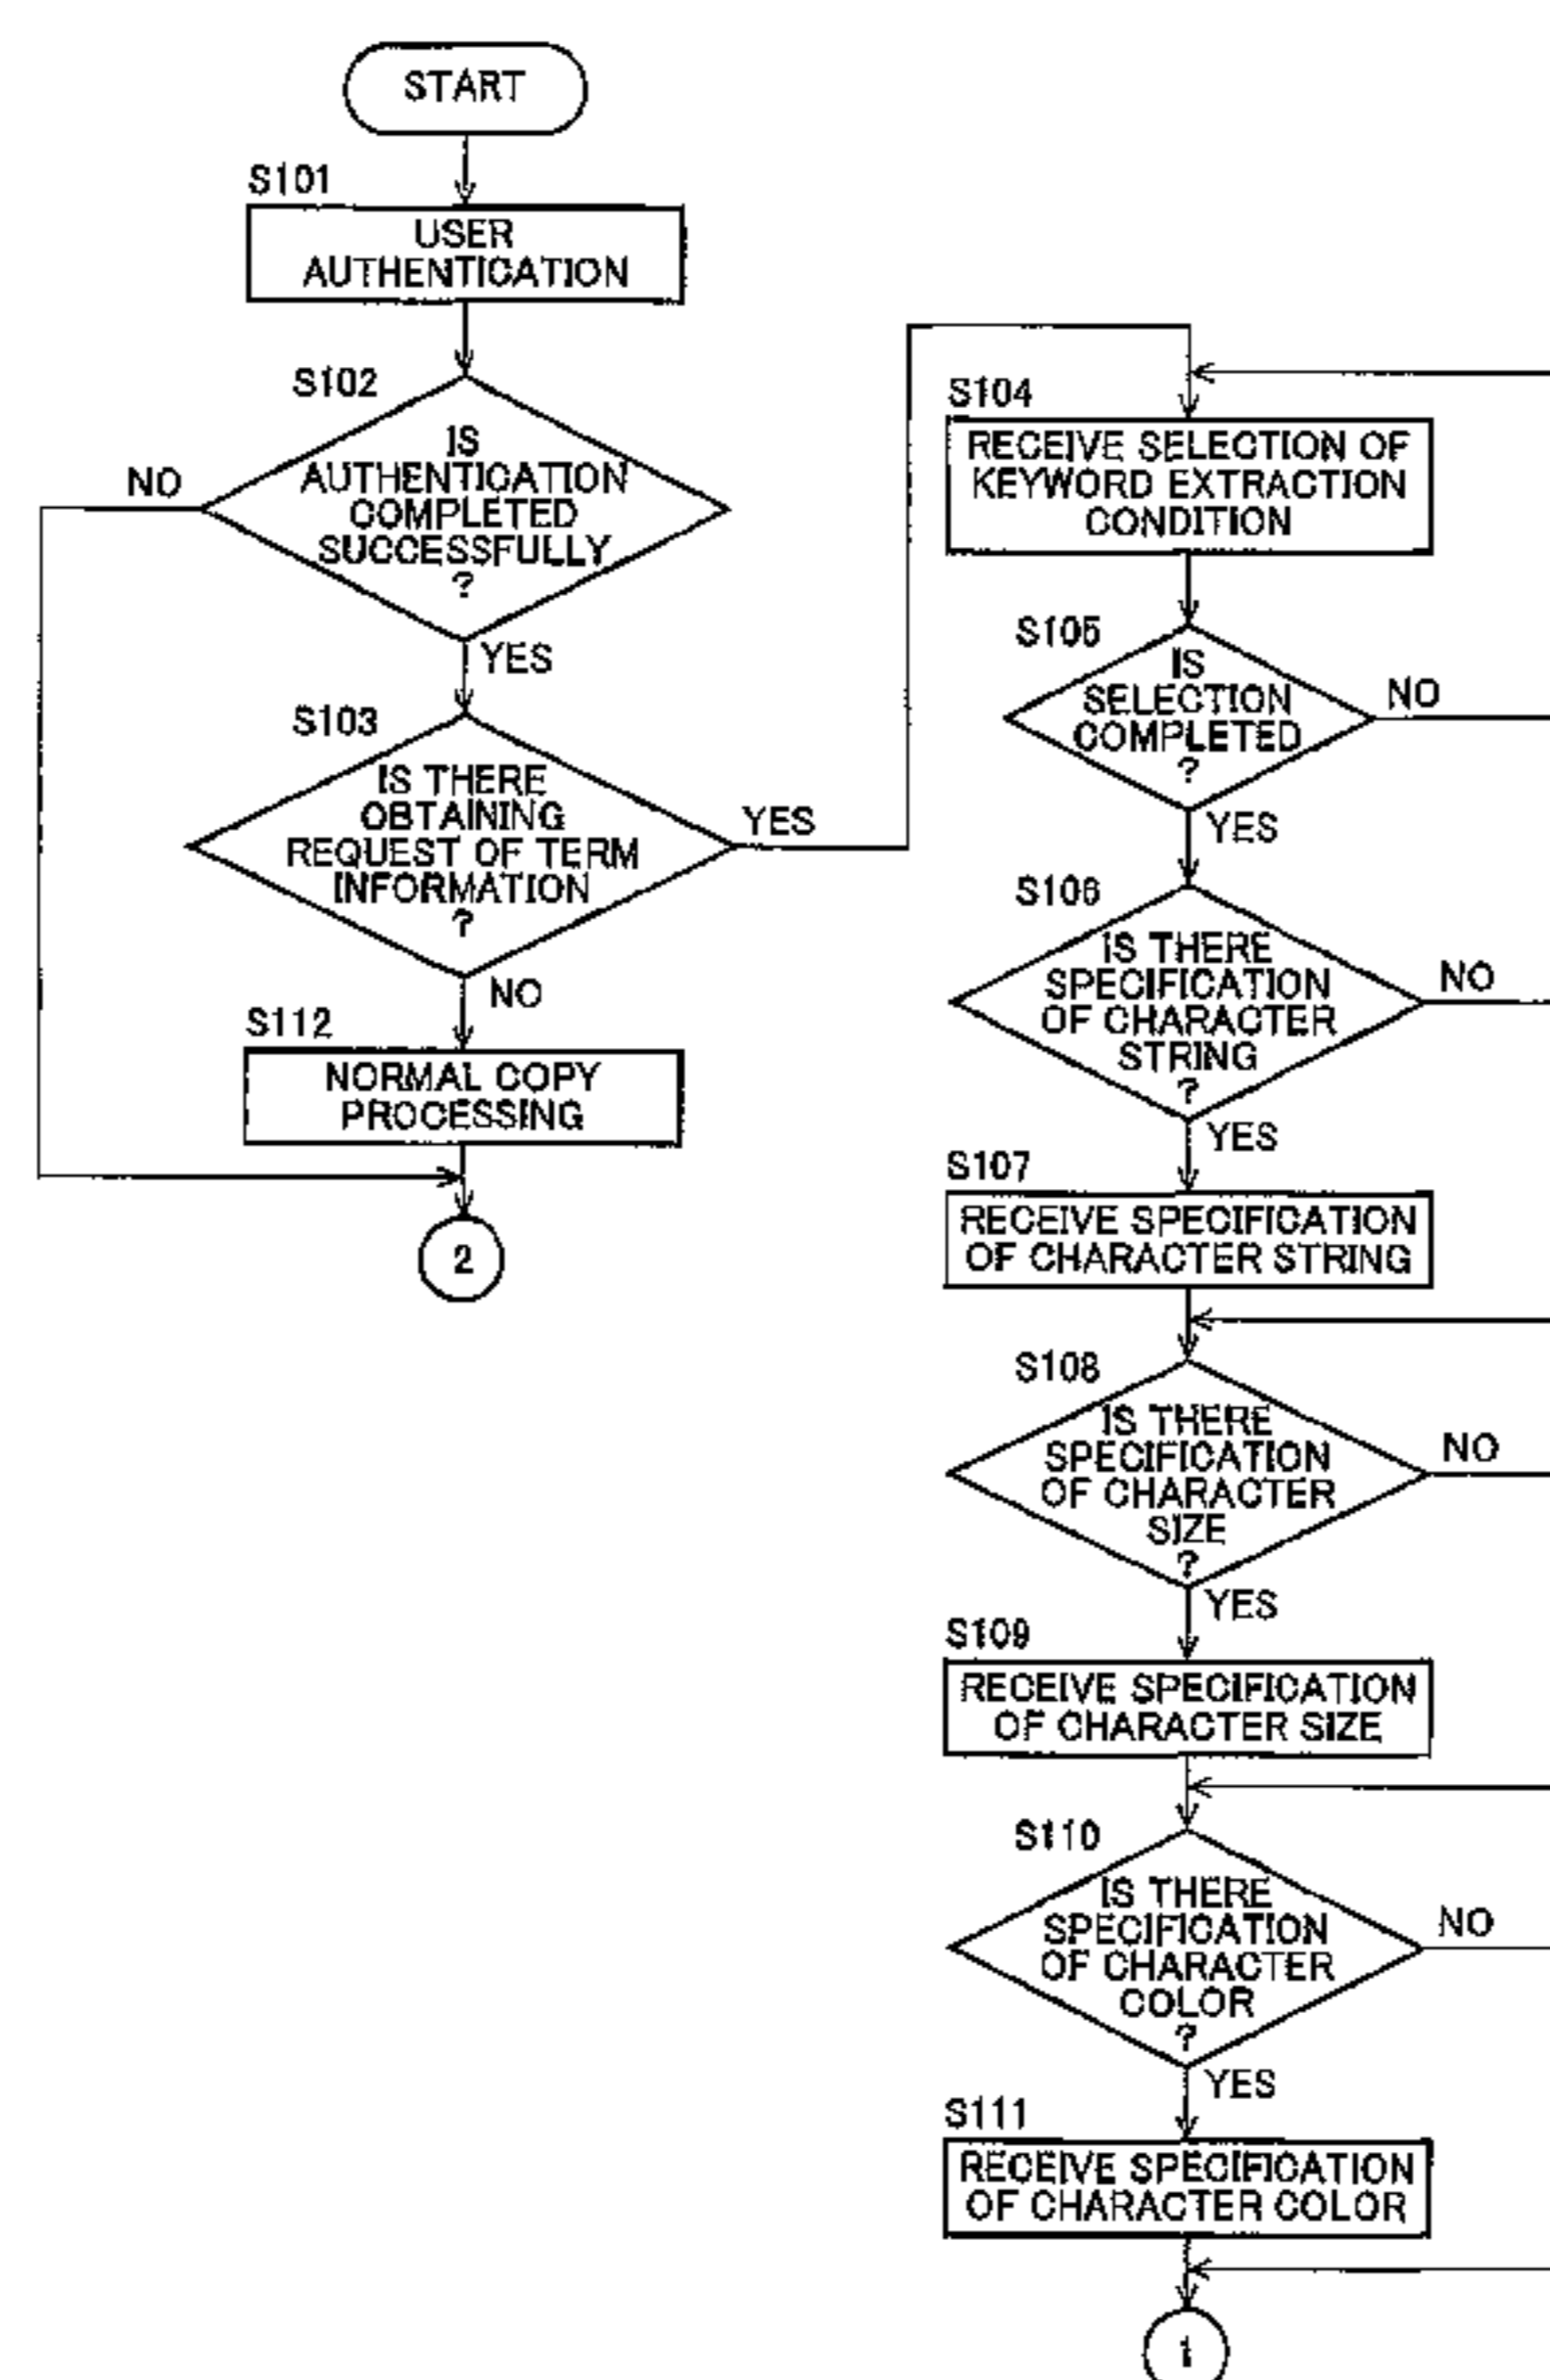 START
S101
USER
AUTHENTICATION
S102
IS
AUTHENTICATION
COMPLETED
SUCCESSFULLY
?
NO
YES
S103
IS THERE
OBTAINING
REQUEST OF TERM
INFORMATION
?
YES
NO
S112
NORMAL COPY
PROCESSING
2
S104
RECEIVE SELECTION OF
KEYWORD EXTRACTION
CONDITION
S105
IS
SELECTION
COMPLETED
?
NO
YES
S106
IS THERE
SPECIFICATION
OF CHARACTER
STRING
?
NO
YES
S107
RECEIVE SPECIFICATION
OF CHARACTER STRING
S108
IS THERE
SPECIFICATION
OF CHARACTER
SIZE
?
NO
YES
S109
RECEIVE SPECIFICATION
OF CHARACTER SIZE
S110
IS THERE
SPECIFICATION
OF CHARACTER
COLOR
?
NO
YES
S111
RECEIVE SPECIFICATION
OF CHARACTER COLOR
1